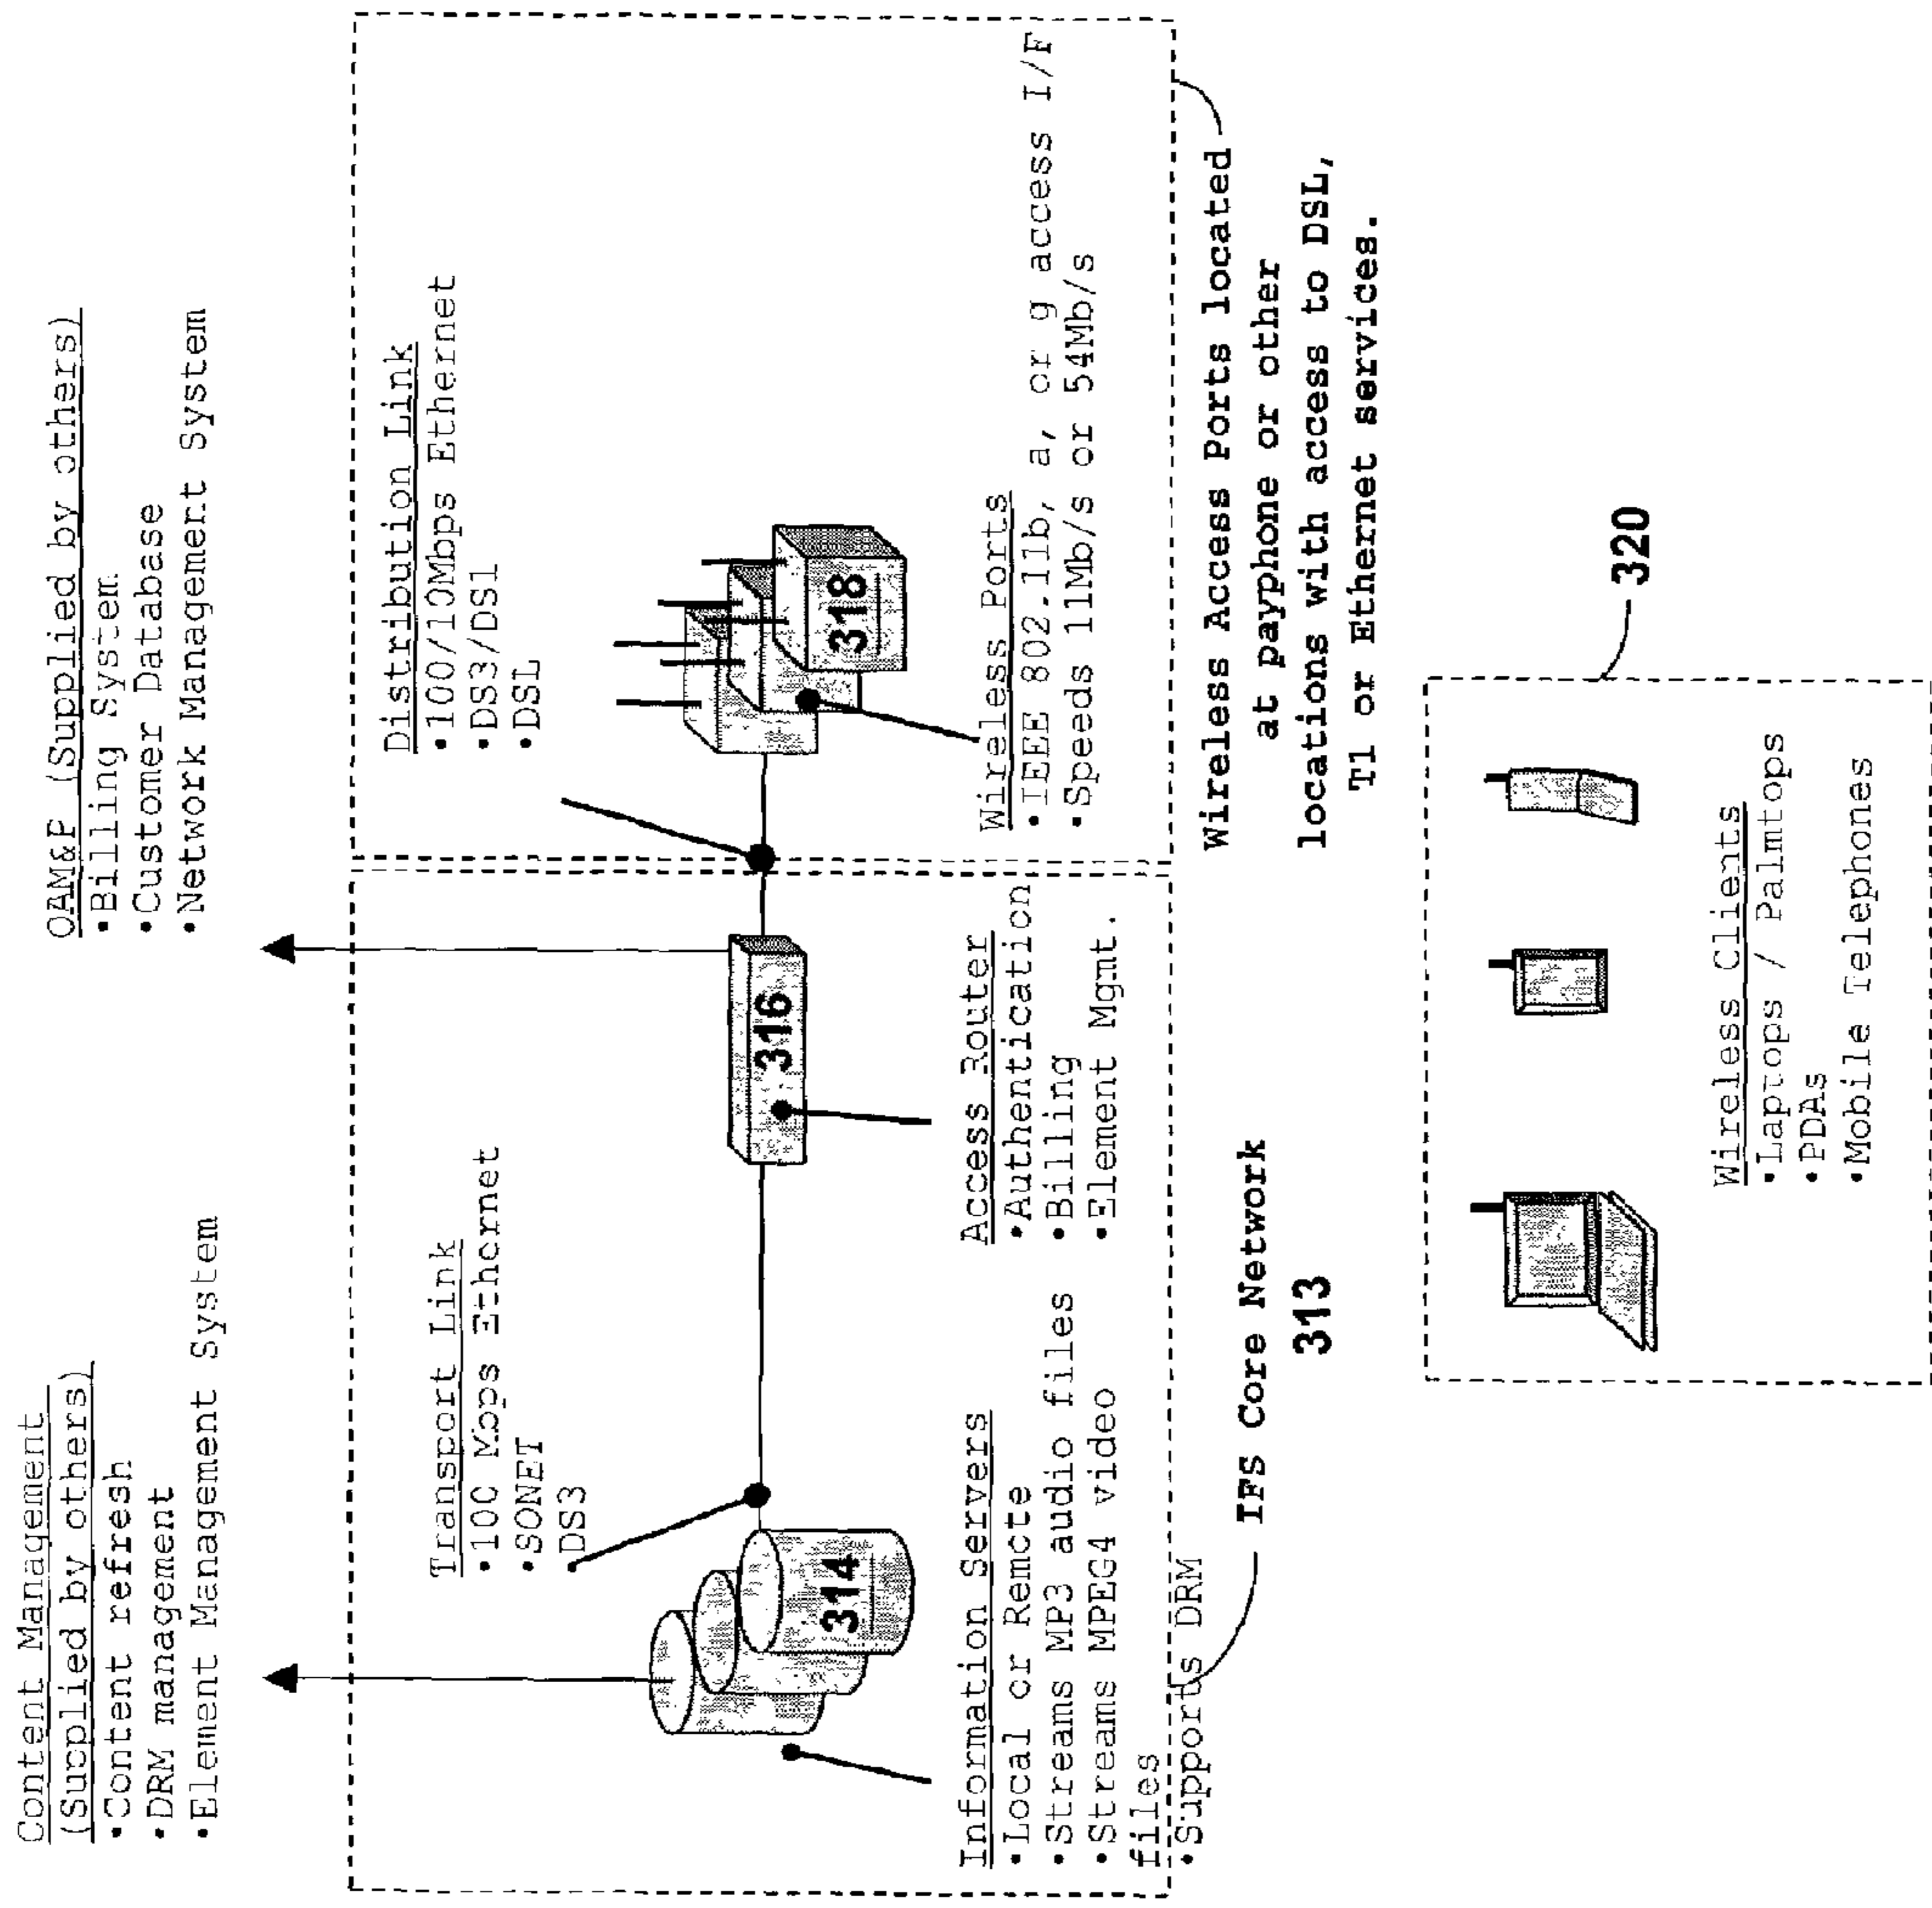 Content Management
(Supplied by others)
•Content refresh
•DRM management
•Element Management System
OAM&P (Supplied by others)
•Billing System
•Customer Database
•Network Management System
Transport Link
•100 Mbps Ethernet
•SONET
•DS3
Distribution Link
•100/10Mbps Ethernet
•DS3/DS1
•DSL
314
316
318
Information Servers
•Local or Remote
•Streams MP3 audio files
•Streams MPEG4 video
files
•Supports DRM
Access Router
•Authentication
•Billing
•Element Mgmt.
Wireless Ports
•IEEE 802.11b, a, or g access I/F
•Speeds 11Mb/s or 54Mb/s
IFS Core Network
313
Wireless Access Ports located
at payphone or other
locations with access to DSL,
T1 or Ethernet services.
Wireless Clients
•Laptops / Palmtops
•PDAs
•Mobile Telephones
320